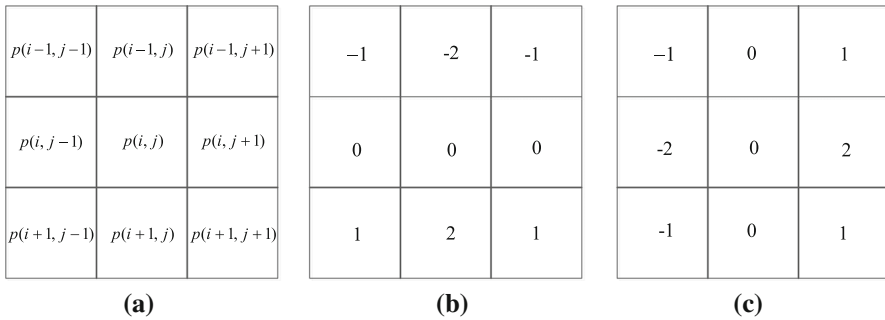 p(i−1, j−1) p(i−1, j) p(i−1, j+1) −1 -2 -1 −1 0 1
p(i, j−1) p(i, j) p(i, j+1) 0 0 0 -2 0 2
p(i+1, j−1) p(i+1, j) p(i+1, j+1) 1 2 1 -1 0 1
(a) (b) (c)